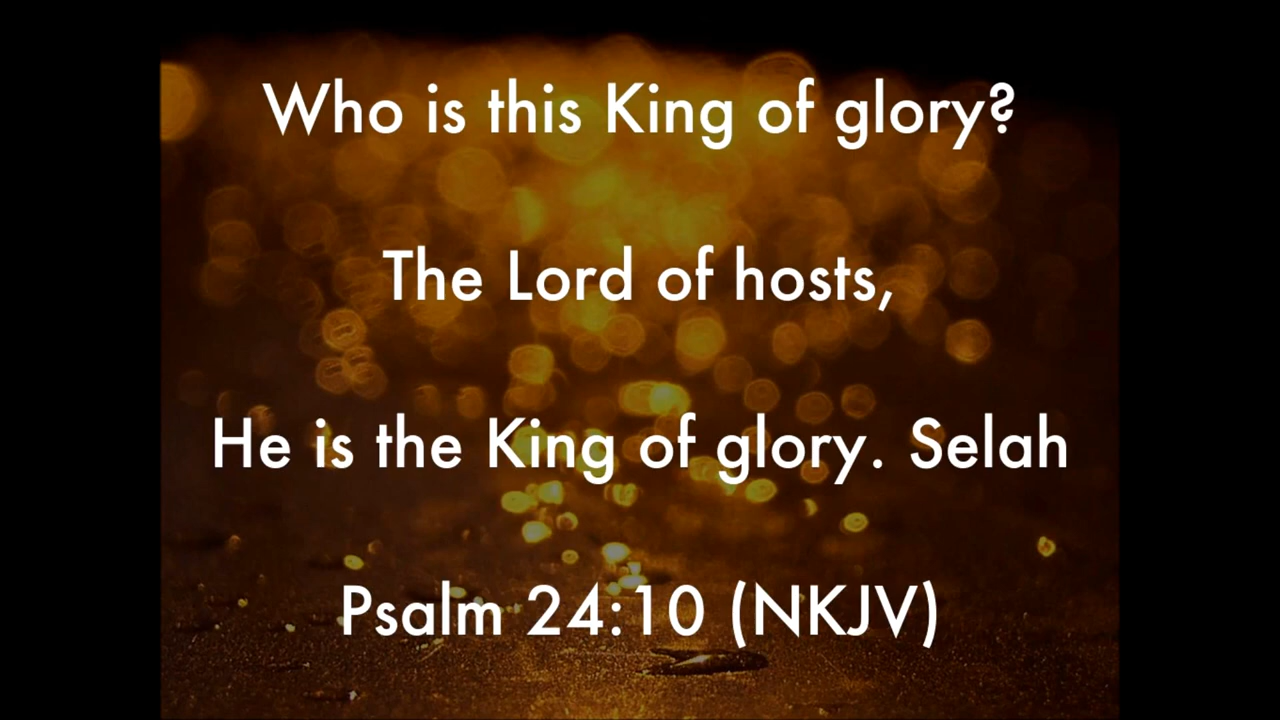 Who is this King of glory?
The Lord of hosts,
He is the King of glory. Selah
Psalm 24:10 (NKJV)